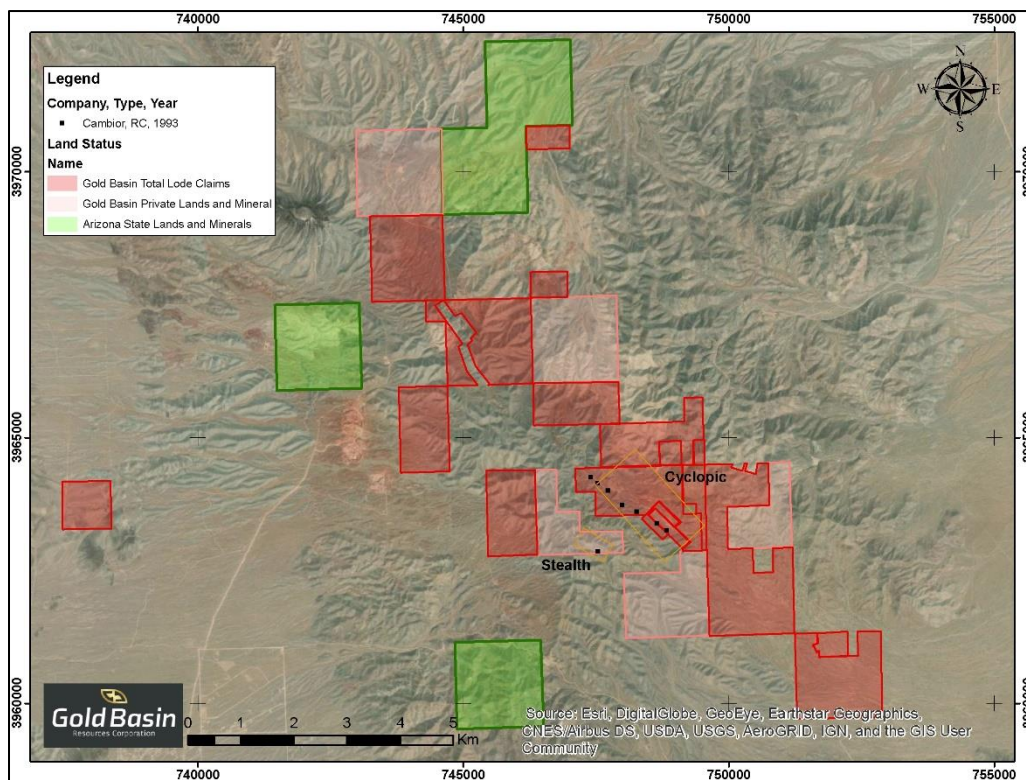 740000 745000 750000 755000
N
W E
S
Legend
Company, Type, Year
Cambior, RC, 1993
Land Status
Name
Gold Basin Total Lode Claims
Gold Basin Private Lands and Mineral
Arizona State Lands and Minerals
3970000 3970000
3965000 3965000
Cyclopic
Stealth
3960000 3960000
Gold Basin
Resources Corporation
0 1 2 3 4 5
Km
Source: Esri, DigitalGlobe, GeoEye, Earthstar Geographics,
CNES/Airbus DS, USDA, USGS, AeroGRID, IGN, and the GIS User
Community
740000 745000 750000 755000